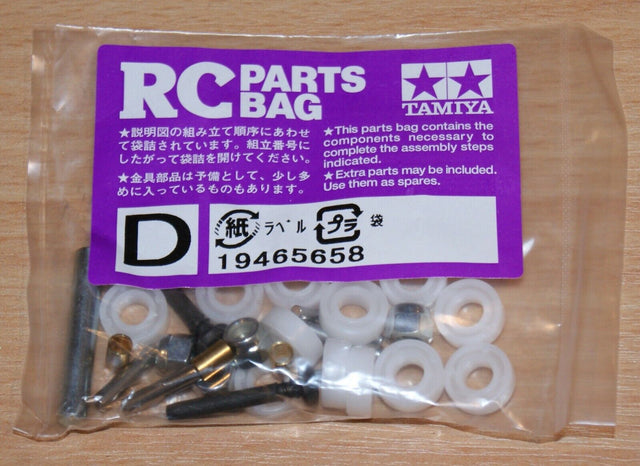 RC PARTS BAG
TAMIYA
★説明図の組み立て順序にあわせ
て袋詰されています。組立番号に
したがって袋詰を開けてください。
★金具部品は予備として、少し多
めに入っているものもあります。
★This parts bag contains the
components necessary to
complete the assembly steps
indicated.
★Extra parts may be included.
Use them as spares.
D
紙 ラベル プラ 袋
19465658